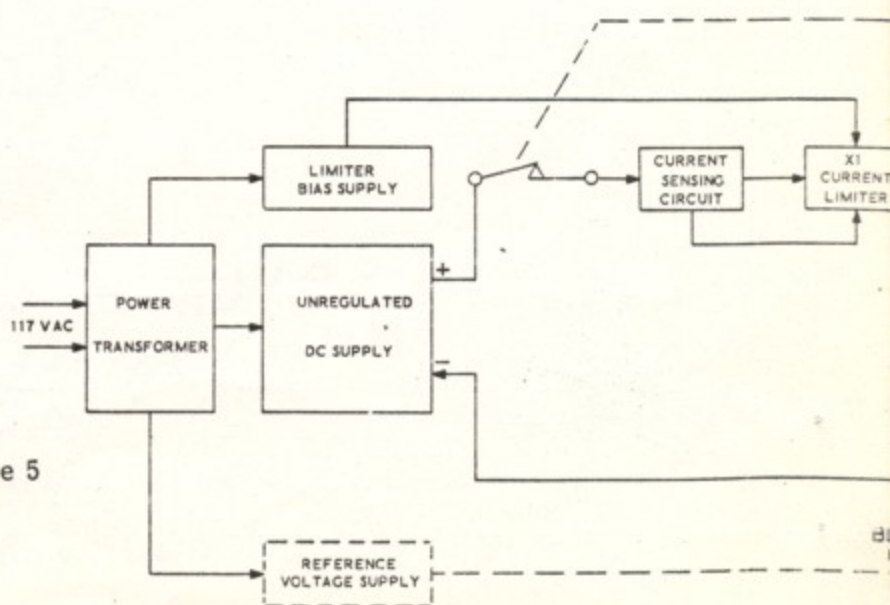 LIMITER
BIAS SUPPLY
CURRENT
SENSING
CIRCUIT
X1
CURRENT
LIMITER
+
117 VAC
POWER
TRANSFORMER
UNREGULATED
DC SUPPLY
−
e 5
REFERENCE
VOLTAGE SUPPLY